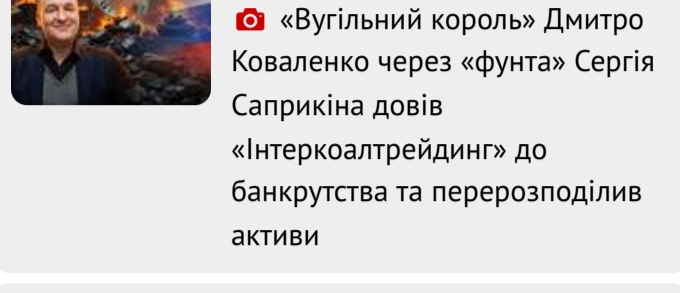 «Вугільний король» Дмитро
Коваленко через «фунта» Сергія
Саприкіна довів
«Інтеркоалтрейдинг» до
банкрутства та перерозподілив
активи